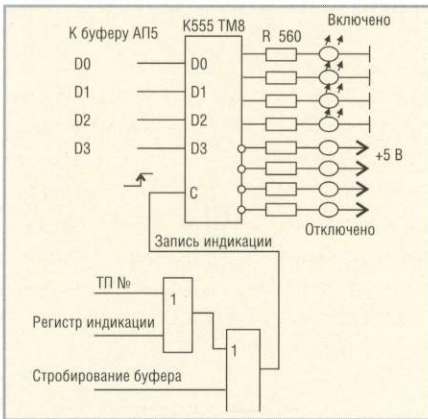 К буферу АП5
К555 ТМ8
Включено
R 560
D0
D0
D1
D1
D2
D2
D3
D3
+5 В
C
Отключено
Запись индикации
ТП №
1
Регистр индикации
1
Стробирование буфера